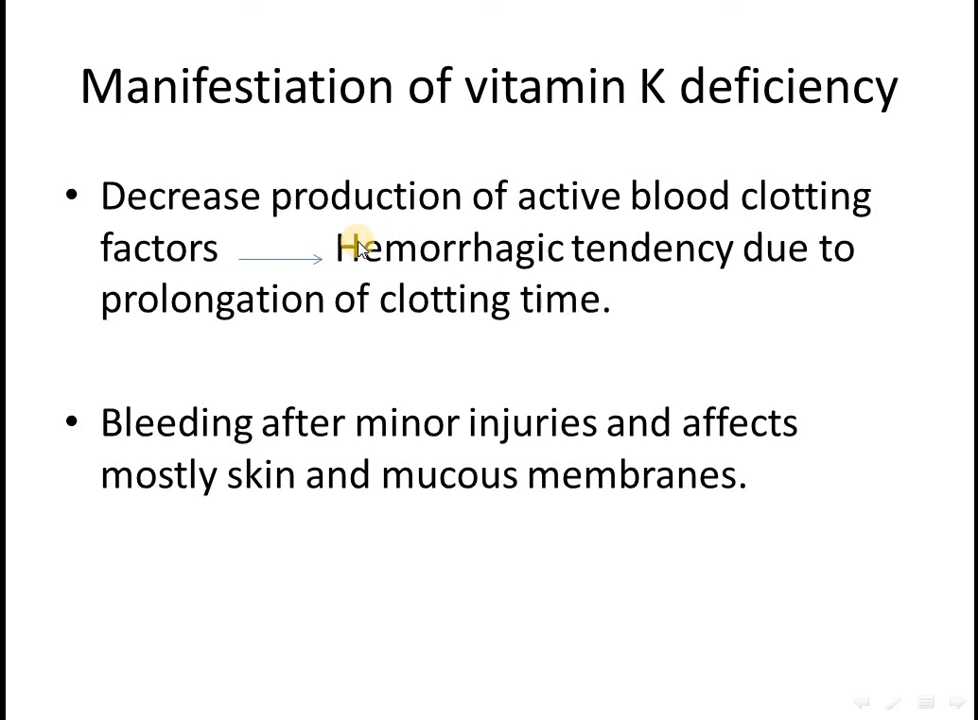 Manifestiation of vitamin K deficiency
• Decrease production of active blood clotting
factors → Hemorrhagic tendency due to
prolongation of clotting time.
• Bleeding after minor injuries and affects
mostly skin and mucous membranes.